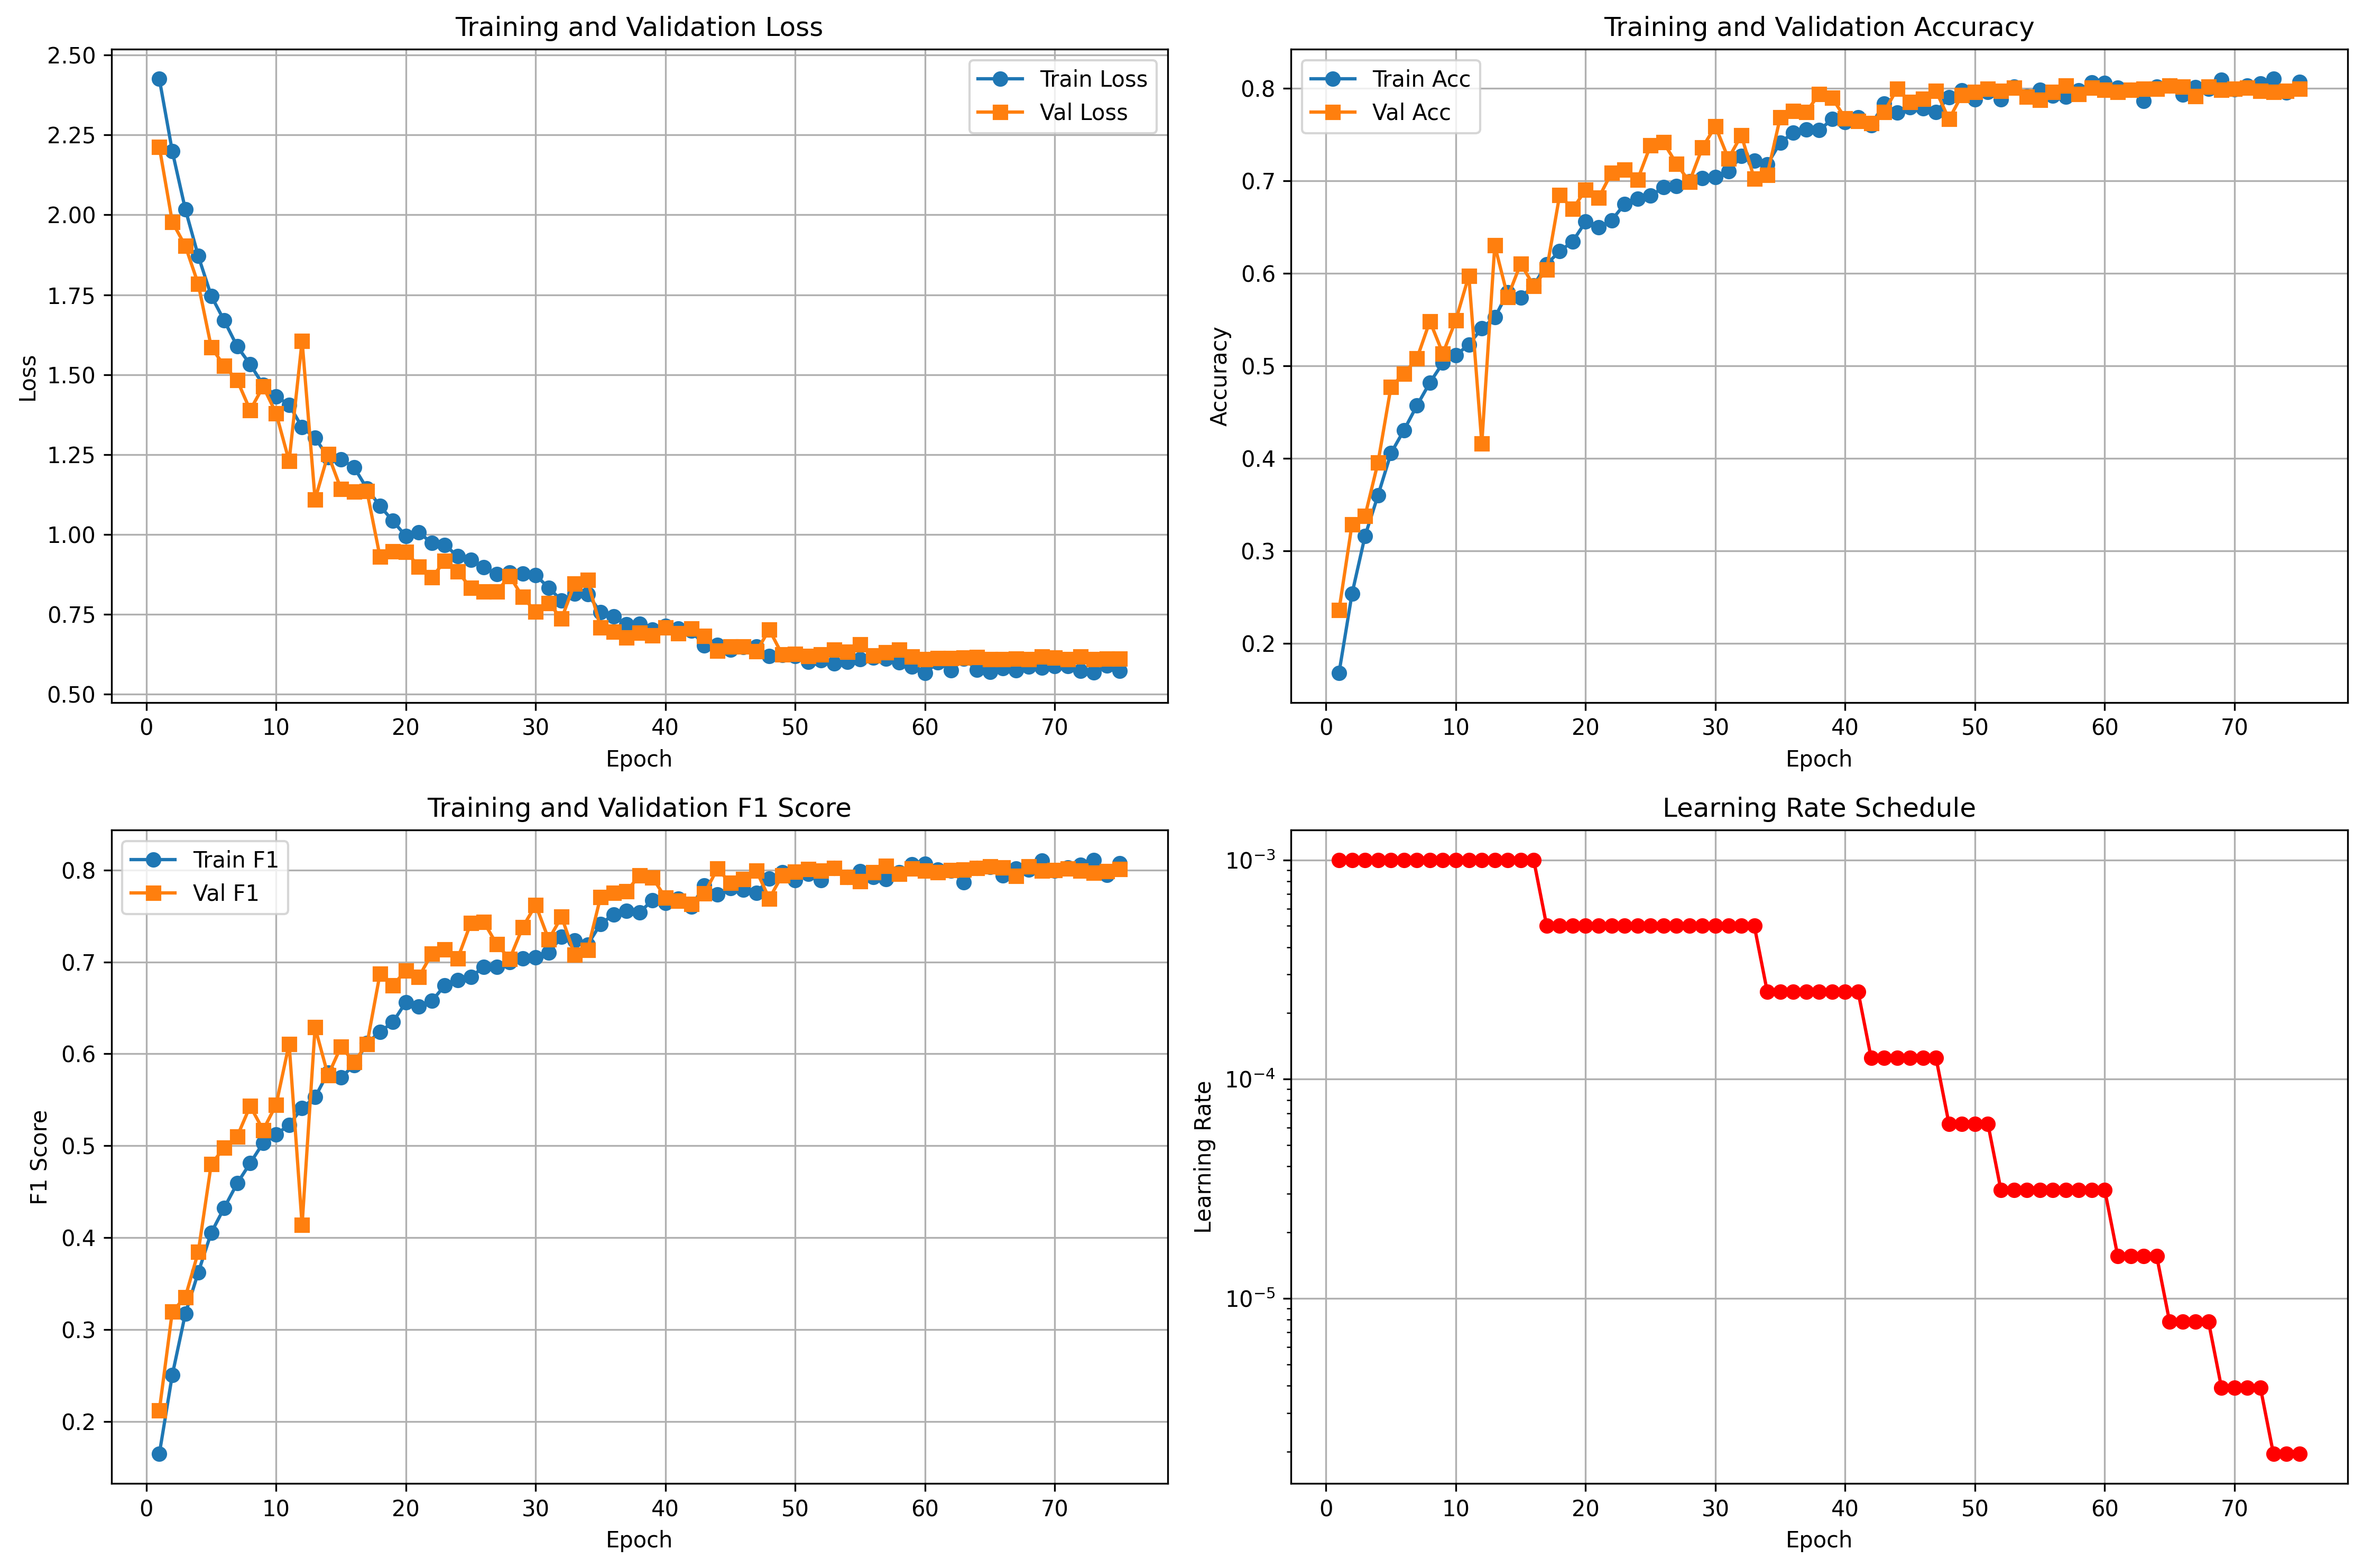 Training and Validation Loss
2.50
2.25
2.00
1.75
1.50
1.25
1.00
0.75
0.50
Loss
Train Loss
Val Loss
0 10 20 30 40 50 60 70
Epoch
Training and Validation Accuracy
0.8
0.7
0.6
0.5
0.4
0.3
0.2
Accuracy
Train Acc
Val Acc
0 10 20 30 40 50 60 70
Epoch
Training and Validation F1 Score
0.8
0.7
0.6
0.5
0.4
0.3
0.2
F1 Score
Train F1
Val F1
0 10 20 30 40 50 60 70
Epoch
Learning Rate Schedule
10⁻³
10⁻⁴
10⁻⁵
Learning Rate
0 10 20 30 40 50 60 70
Epoch